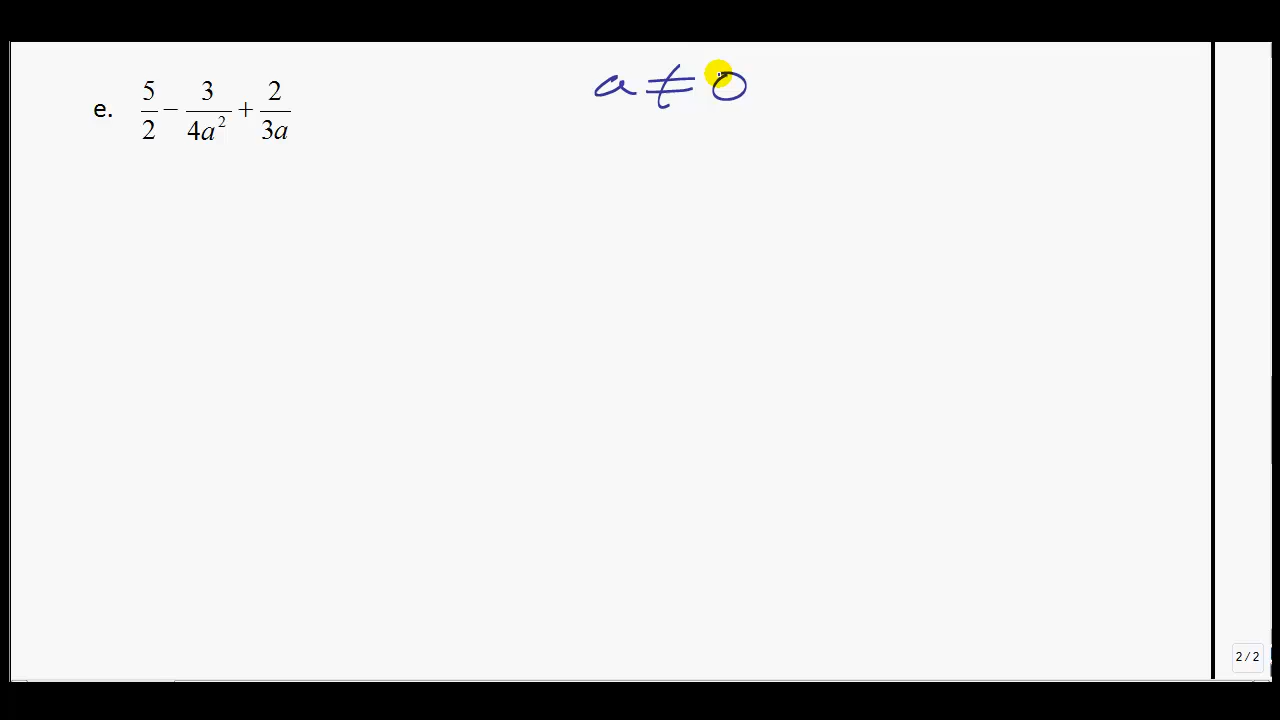 a ≠ 0
e. 5/2 − 3/4a² + 2/3a
2 / 2